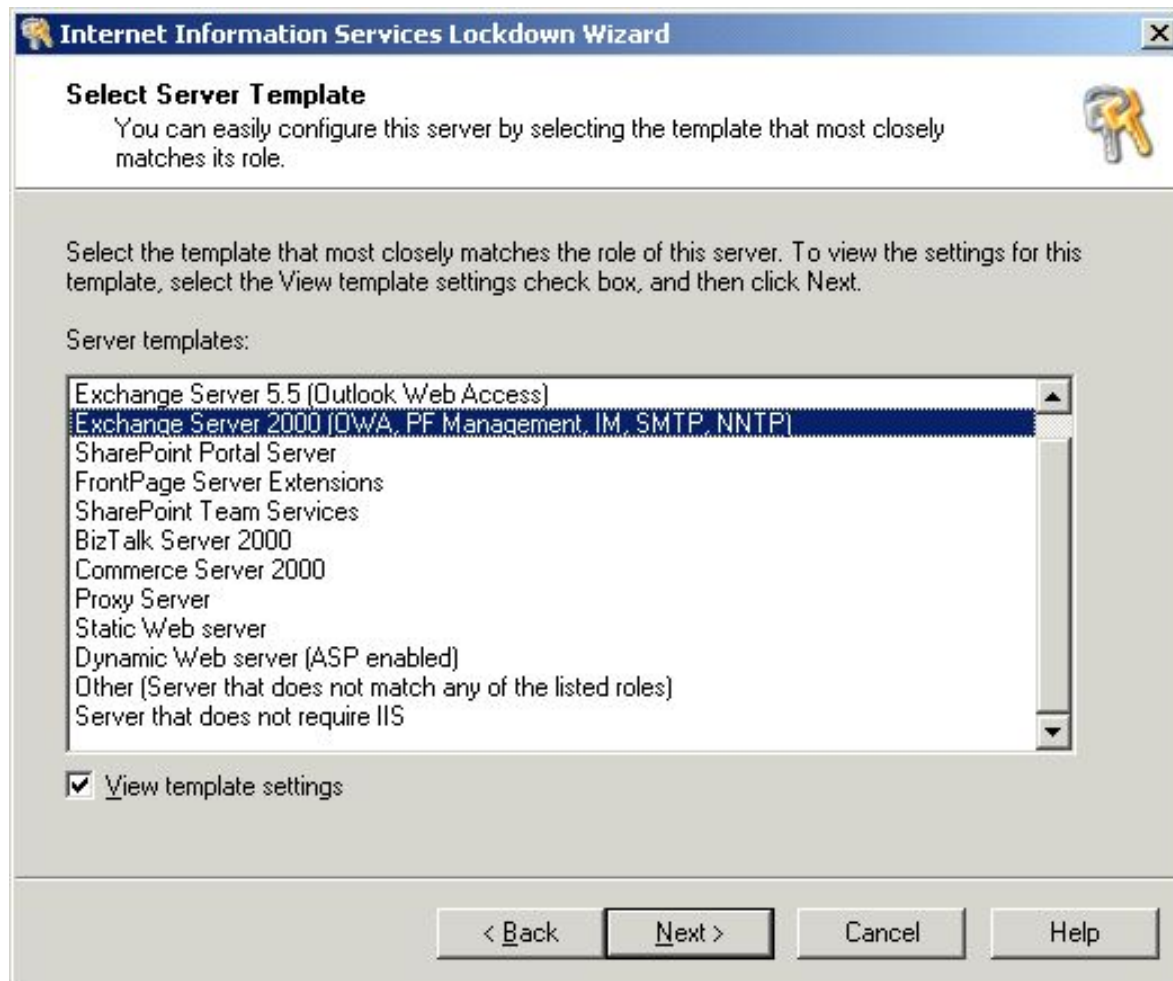 Internet Information Services Lockdown Wizard
Select Server Template
You can easily configure this server by selecting the template that most closely
matches its role.
Select the template that most closely matches the role of this server. To view the settings for this
template, select the View template settings check box, and then click Next.
Server templates:
Exchange Server 5.5 (Outlook Web Access)
Exchange Server 2000 (OWA, PF Management, IM, SMTP, NNTP)
SharePoint Portal Server
FrontPage Server Extensions
SharePoint Team Services
BizTalk Server 2000
Commerce Server 2000
Proxy Server
Static Web server
Dynamic Web server (ASP enabled)
Other (Server that does not match any of the listed roles)
Server that does not require IIS
View template settings
< Back Next > Cancel Help